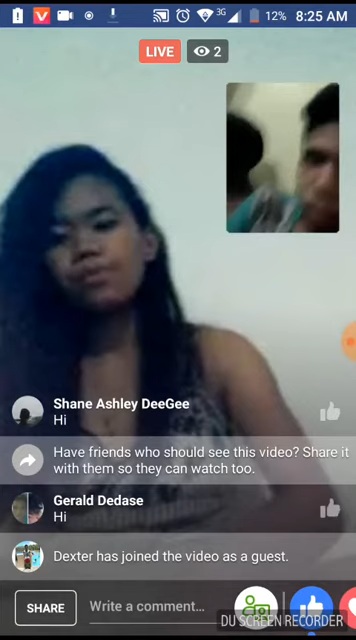 3G 12% 8:25 AM
LIVE 2
Shane Ashley DeeGee
Hi
Have friends who should see this video? Share it
with them so they can watch too.
Gerald Dedase
Hi
Dexter has joined the video as a guest.
SHARE Write a comment...
DU SCREEN RECORDER